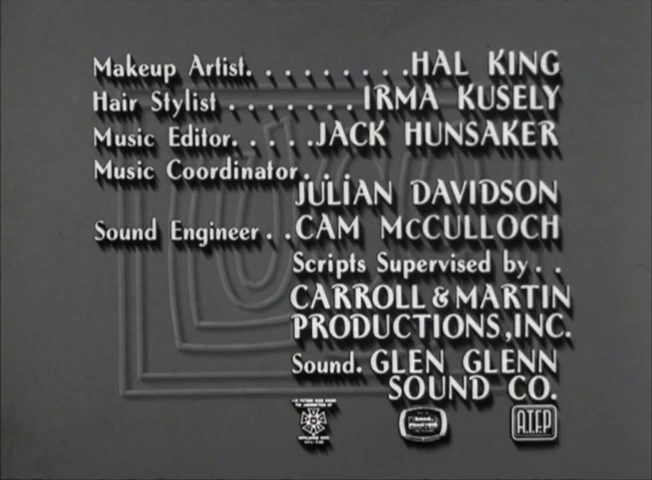 Makeup Artist. . . . . . . . . .HAL KING
Hair Stylist . . . . . . . IRMA KUSELY
Music Editor. . . . .JACK HUNSAKER
Music Coordinator . . .
JULIAN DAVIDSON
Sound Engineer . . CAM McCULLOCH
Scripts Supervised by . .
CARROLL & MARTIN
PRODUCTIONS, INC.
Sound. GLEN GLENN
SOUND CO.
A.T.F.P